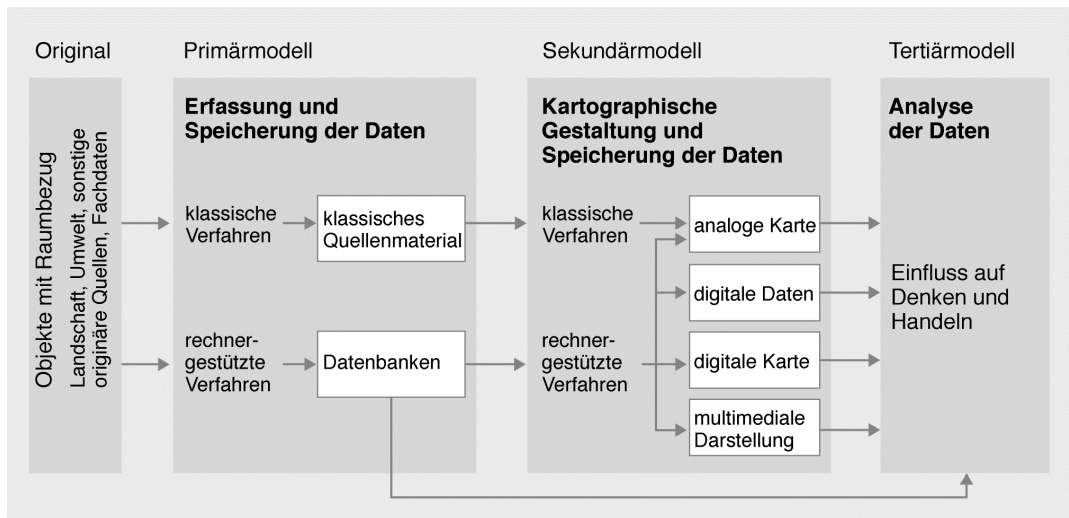 Original
Primärmodell
Sekundärmodell
Tertiärmodell
Objekte mit Raumbezug
Landschaft, Umwelt, sonstige
originäre Quellen, Fachdaten
Erfassung und
Speicherung der Daten
klassische
Verfahren
klassisches
Quellenmaterial
rechner-
gestützte
Verfahren
Datenbanken
Kartographische
Gestaltung und
Speicherung der Daten
klassische
Verfahren
analoge Karte
digitale Daten
rechner-
gestützte
Verfahren
digitale Karte
multimediale
Darstellung
Analyse
der Daten
Einfluss auf
Denken und
Handeln